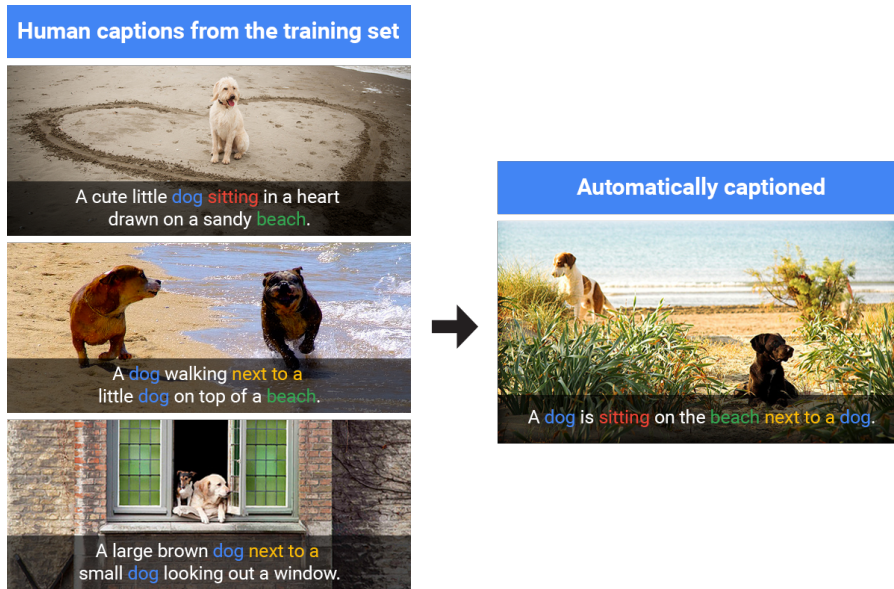 Human captions from the training set
A cute little dog sitting in a heart
drawn on a sandy beach.
A dog walking next to a
little dog on top of a beach.
A large brown dog next to a
small dog looking out a window.
Automatically captioned
A dog is sitting on the beach next to a dog.